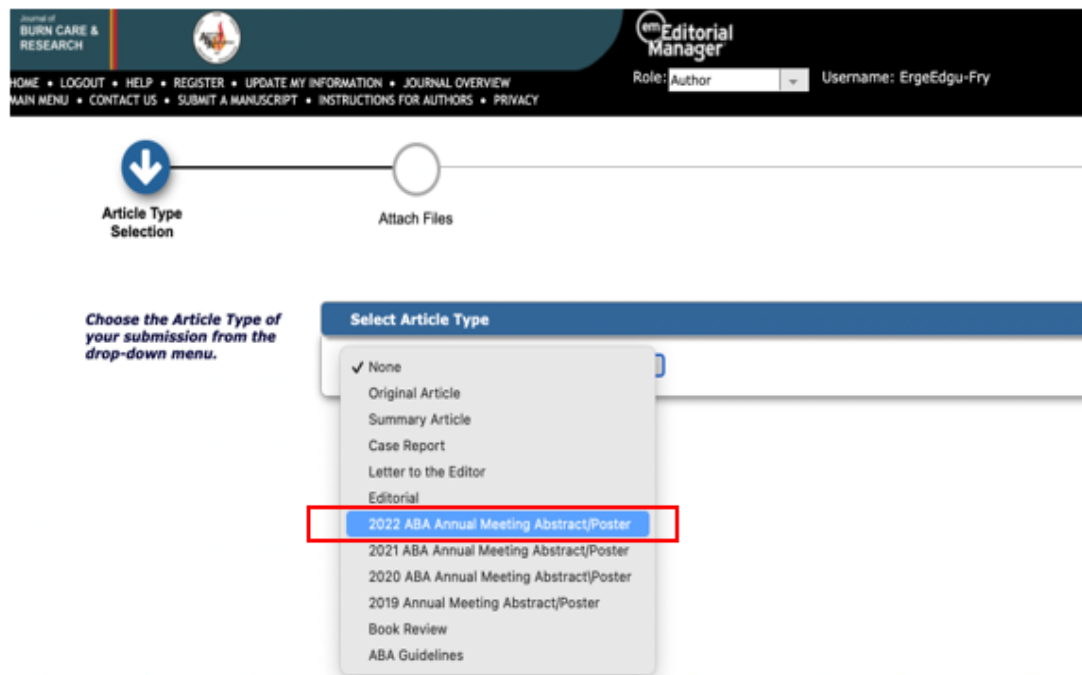 Journal of
BURN CARE &
RESEARCH
em Editorial
Manager
HOME • LOGOUT • HELP • REGISTER • UPDATE MY INFORMATION • JOURNAL OVERVIEW
MAIN MENU • CONTACT US • SUBMIT A MANUSCRIPT • INSTRUCTIONS FOR AUTHORS • PRIVACY
Role: Author Username: ErgeEdgu-Fry
Article Type
Selection
Attach Files
Choose the Article Type of
your submission from the
drop-down menu.
Select Article Type
✓ None
Original Article
Summary Article
Case Report
Letter to the Editor
Editorial
2022 ABA Annual Meeting Abstract/Poster
2021 ABA Annual Meeting Abstract/Poster
2020 ABA Annual Meeting Abstract\Poster
2019 Annual Meeting Abstract/Poster
Book Review
ABA Guidelines